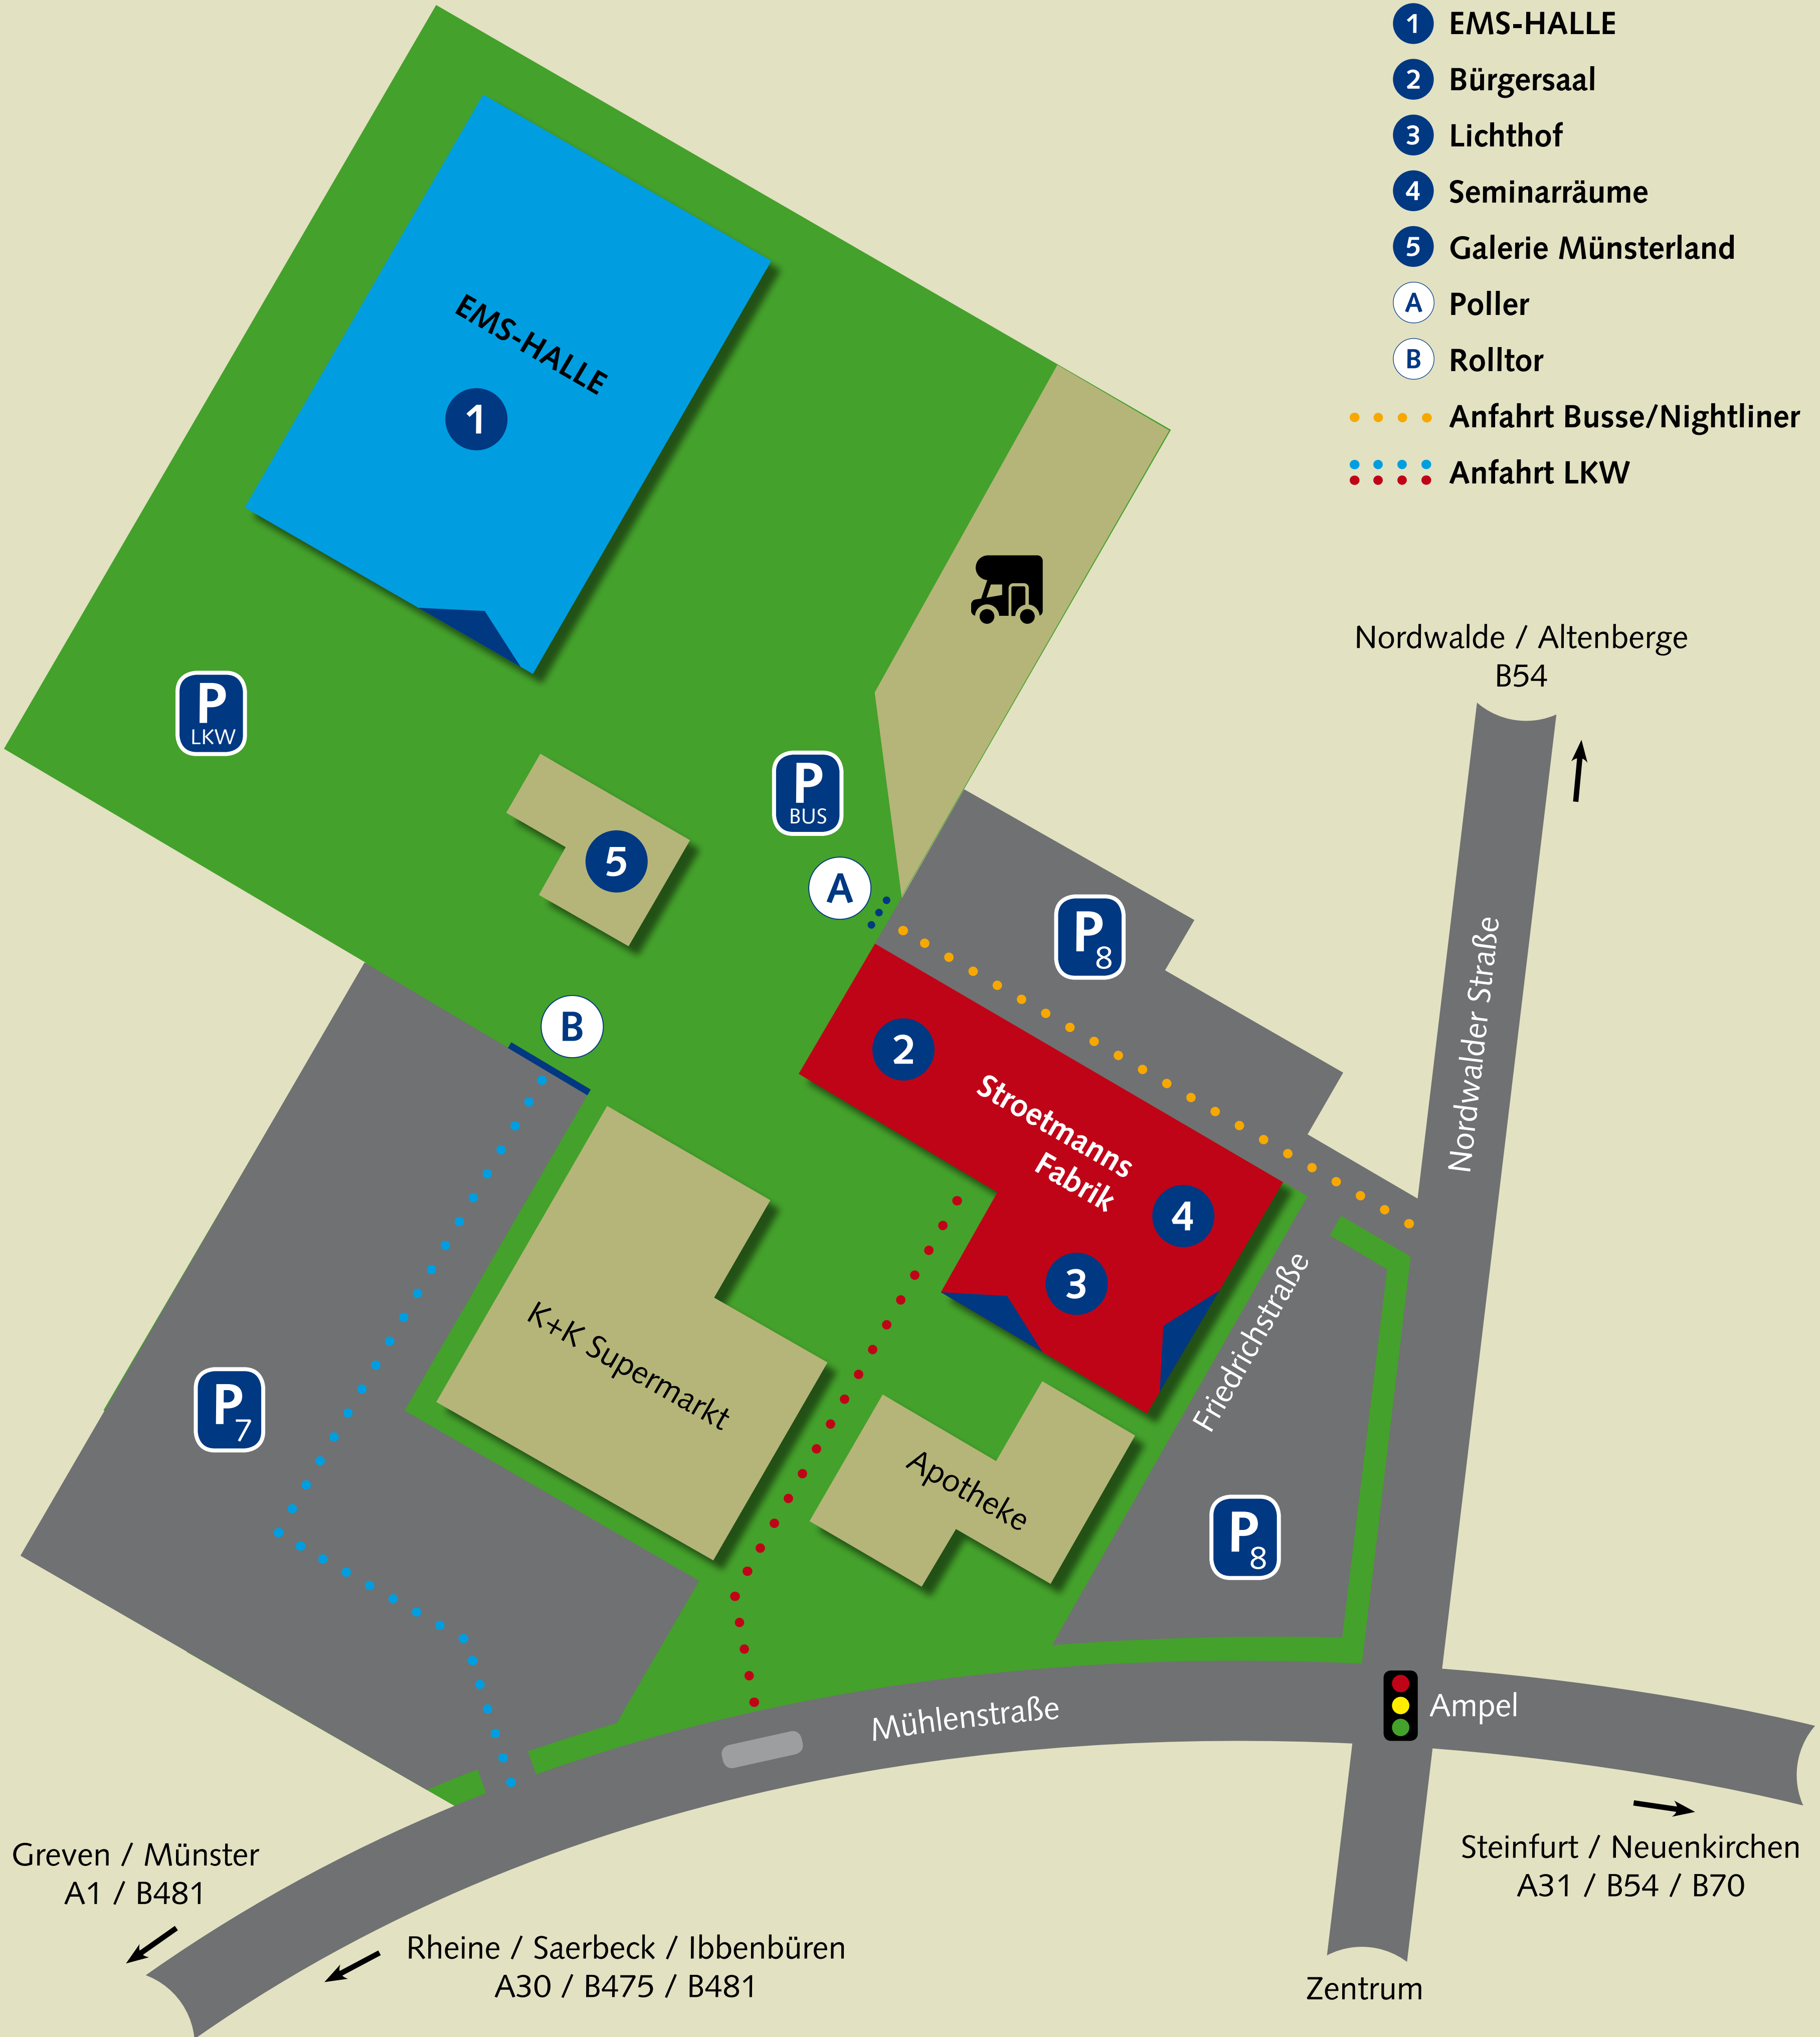 1 EMS-HALLE
2 Bürgersaal
3 Lichthof
4 Seminarräume
5 Galerie Münsterland
A Poller
B Rolltor
Anfahrt Busse/Nightliner
Anfahrt LKW
EMS-HALLE
1
Nordwalde / Altenberge
B54
P
LKW
P
BUS
5
A
P
8
B
2
Nordwalder Straße
Stroetmanns
Fabrik
4
3
Friedrichstraße
K+K Supermarkt
P
7
Apotheke
P
8
Mühlenstraße
Ampel
Greven / Münster
A1 / B481
Steinfurt / Neuenkirchen
A31 / B54 / B70
Rheine / Saerbeck / Ibbenbüren
A30 / B475 / B481
Zentrum